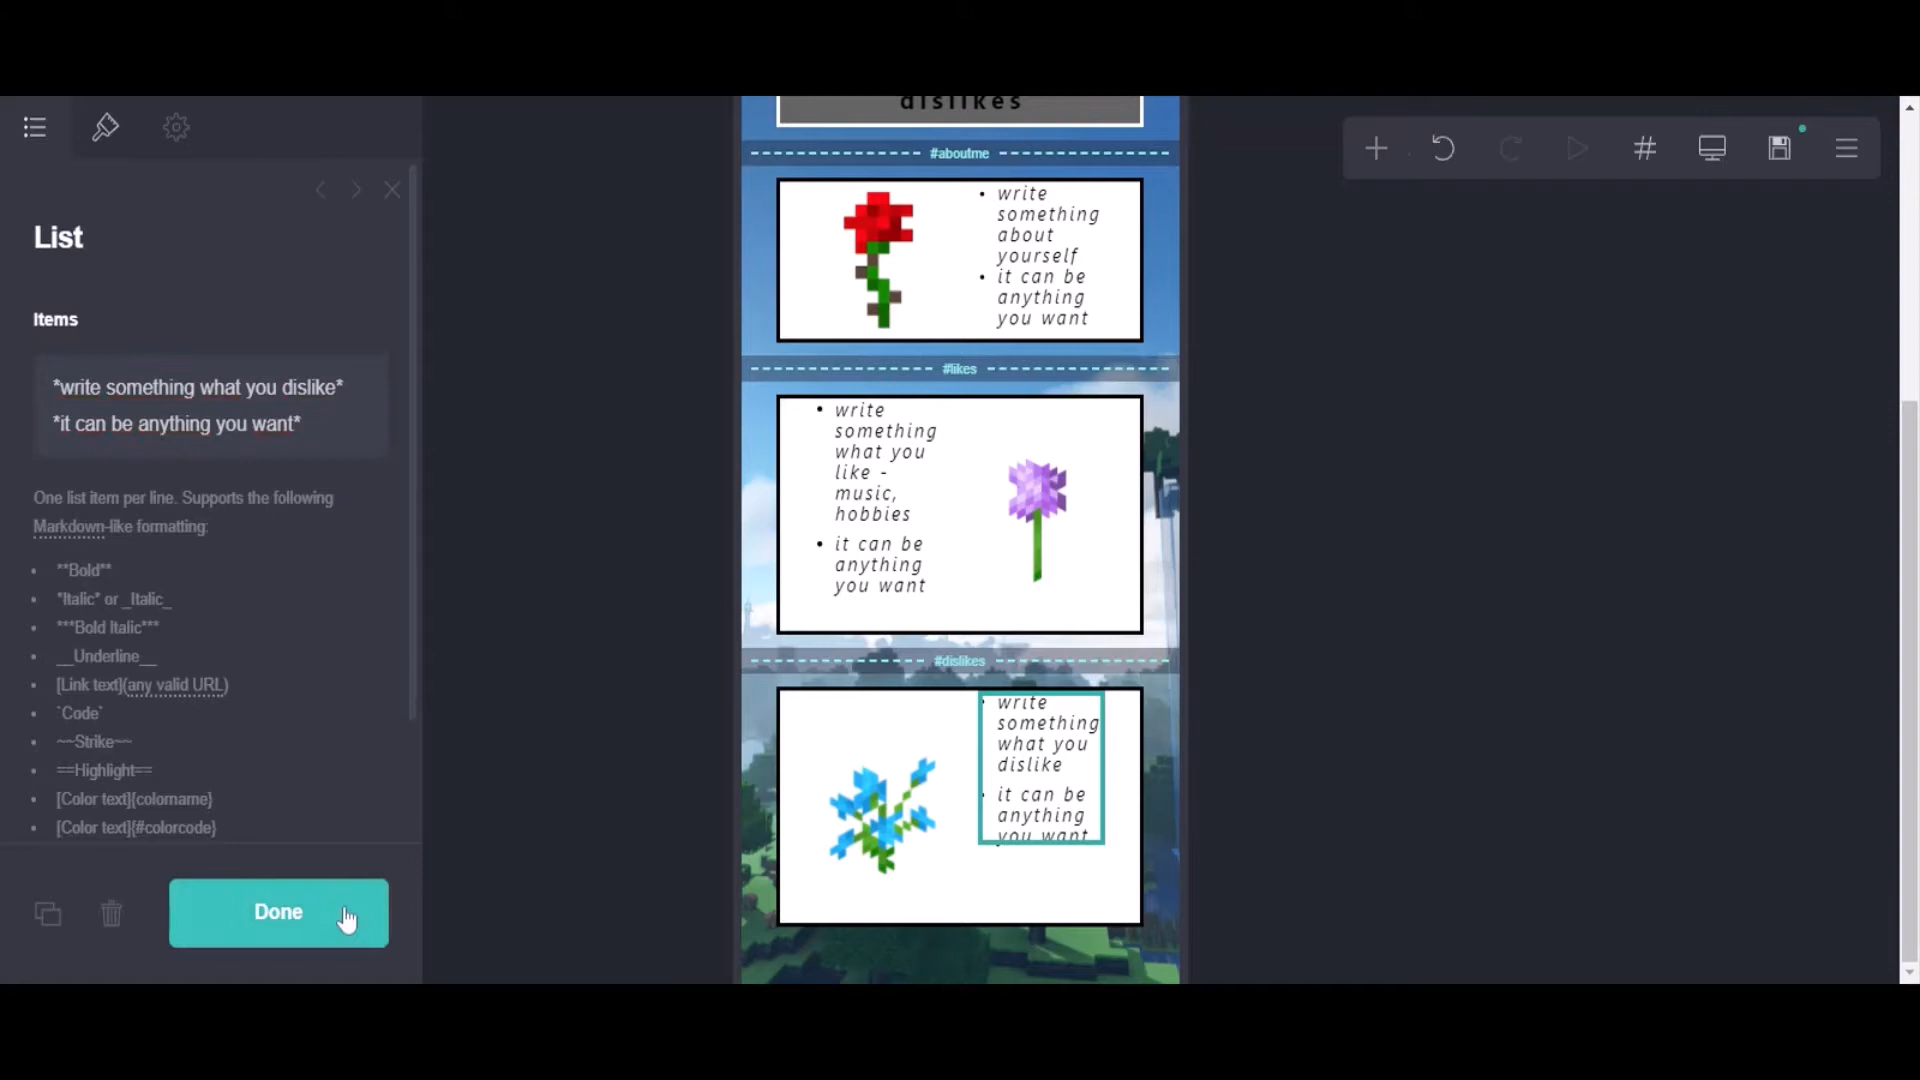 List
Items
*write something what you dislike*
*it can be anything you want*
One list item per line. Supports the following
Markdown-like formatting:
**Bold**
*Italic* or _Italic_
***Bold Italic***
__Underline__
[Link text](any valid URL)
`Code`
~~Strike~~
==Highlight==
[Color text]{colorname}
[Color text]{#colorcode}
Done
dislikes
#aboutme
• write
something
about
yourself
• it can be
anything
you want
#likes
• write
something
what you
like -
music,
hobbies
• it can be
anything
you want
#dislikes
write
something
what you
dislike
it can be
anything
you want